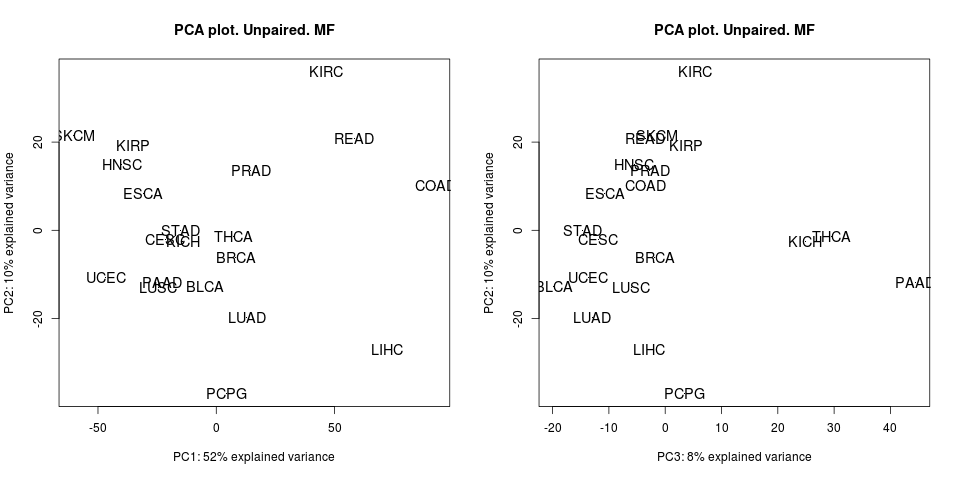 PCA plot. Unpaired. MF
KIRC
SKCM
KIRP
READ
HNSC
PRAD
ESCA
COAD
STAD
CESC
KICH
THCA
BRCA
UCEC
PAAD
LUSC
BLCA
LUAD
LIHC
PCPG
20
0
-20
PC2: 10% explained variance
-50 0 50
PC1: 52% explained variance
PCA plot. Unpaired. MF
KIRC
SKCM
READ
KIRP
HNSC
PRAD
COAD
ESCA
STAD
CESC
THCA
KICH
BRCA
UCEC
BLCA
LUSC
PAAD
LUAD
LIHC
PCPG
20
0
-20
PC2: 10% explained variance
-20 -10 0 10 20 30 40
PC3: 8% explained variance